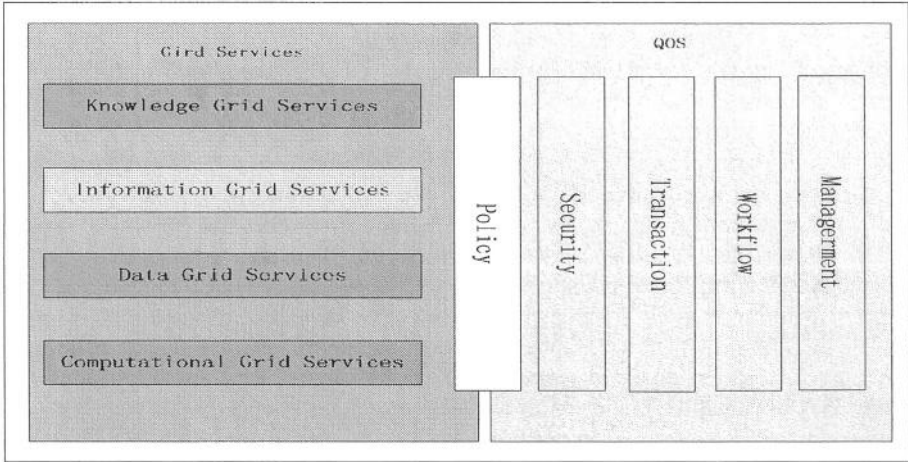 Gird Services
Knowledge Grid Services
Information Grid Services
Data Grid Services
Computational Grid Services
QOS
Policy
Security
Transaction
Workflow
Managerment